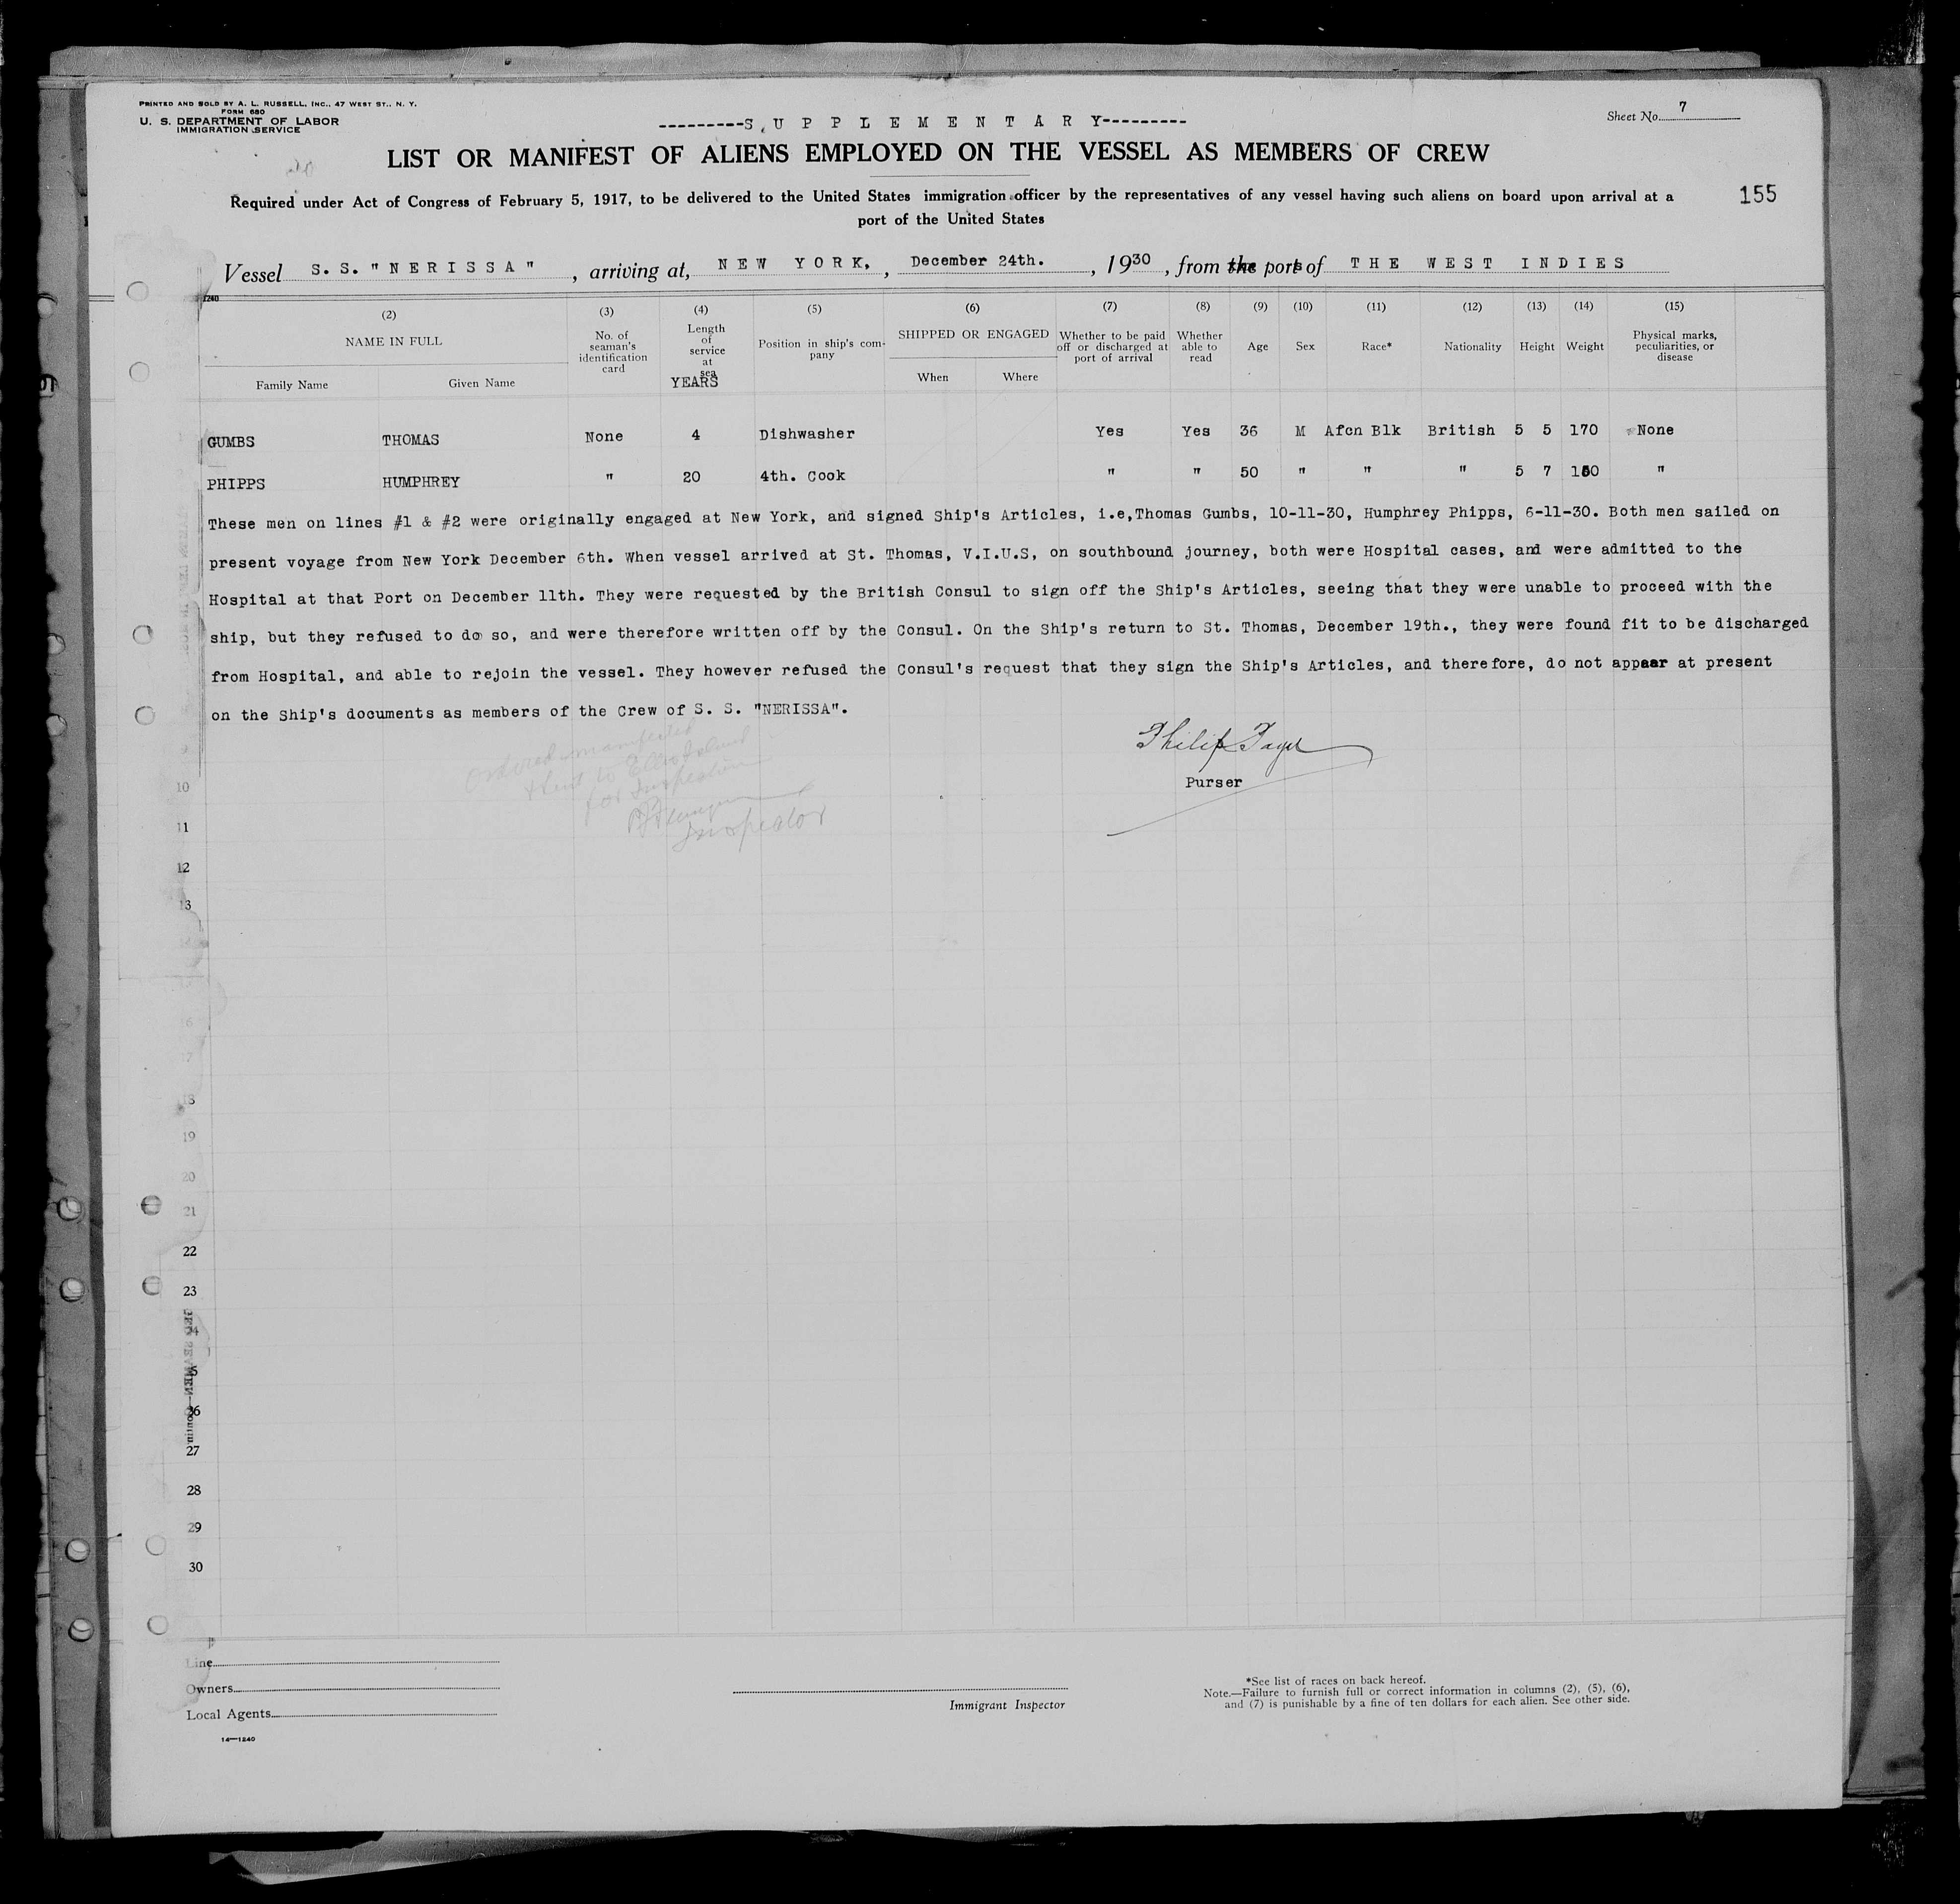 PRINTED AND SOLD BY A. L. RUSSELL, INC., 47 WEST ST., N. Y.
FORM 680
U. S. DEPARTMENT OF LABOR
IMMIGRATION SERVICE
---------S U P P L E M E N T A R Y---------
Sheet No. 7
LIST OR MANIFEST OF ALIENS EMPLOYED ON THE VESSEL AS MEMBERS OF CREW
155
Required under Act of Congress of February 5, 1917, to be delivered to the United States immigration officer by the representatives of any vessel having such aliens on board upon arrival at a
port of the United States
Vessel S. S. "N E R I S S A" , arriving at, N E W Y O R K, , December 24th. , 1930 , from the ports of T H E W E S T I N D I E S
1240
(2) (3) (4) (5) (6) (7) (8) (9) (10) (11) (12) (13) (14) (15)
NAME IN FULL
Family Name
Given Name
No. of seaman's identification card
Length of service at sea
YEARS
Position in ship's company
SHIPPED OR ENGAGED
When
Where
Whether to be paid off or discharged at port of arrival
Whether able to read
Age
Sex
Race*
Nationality
Height
Weight
Physical marks, peculiarities, or disease
GUMBS THOMAS None 4 Dishwasher Yes Yes 36 M Afcn Blk British 5 5 170 None
PHIPPS HUMPHREY " 20 4th. Cook " " 50 " " " 5 7 "
These men on lines #1 & #2 were originally engaged at New York, and signed Ship's Articles, i.e,Thomas Gumbs, 10-11-30, Humphrey Phipps, 6-11-30. Both men sailed on
present voyage from New York December 6th. When vessel arrived at St. Thomas, V.I.U.S, on southbound journey, both were Hospital cases, and were admitted to the
Hospital at that Port on December 11th. They were requested by the British Consul to sign off the Ship's Articles, seeing that they were unable to proceed with the
ship, but they refused to do so, and were therefore written off by the Consul. On the Ship's return to St. Thomas, December 19th., they were found fit to be discharged
from Hospital, and able to rejoin the vessel. They however refused the Consul's request that they sign the Ship's Articles, and therefore, do not appear at present
on the Ship's documents as members of the Crew of S. S. "NERISSA".
Philip
Purser
Ordered manifested
& sent to Ellis Island
for Inspection
Inspector
10
11
12
13
18
19
20
21
22
23
24
26
27
28
29
30
Line
Owners
Local Agents
14—1240
Immigrant Inspector
*See list of races on back hereof.
Note.—Failure to furnish full or correct information in columns (2), (5), (6),
and (7) is punishable by a fine of ten dollars for each alien. See other side.